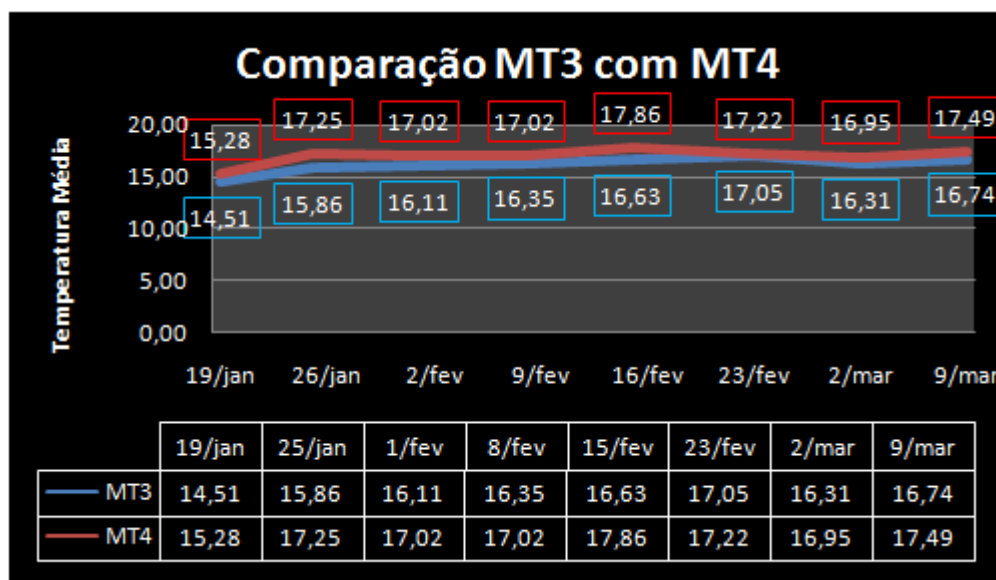 Comparação MT3 com MT4
Temperatura Média
20,00
15,00
10,00
5,00
0,00
15,28 17,25 17,02 17,02 17,86 17,22 16,95 17,49
14,51 15,86 16,11 16,35 16,63 17,05 16,31 16,74
19/jan 26/jan 2/fev 9/fev 16/fev 23/fev 2/mar 9/mar
19/jan 25/jan 1/fev 8/fev 15/fev 23/fev 2/mar 9/mar
MT3 14,51 15,86 16,11 16,35 16,63 17,05 16,31 16,74
MT4 15,28 17,25 17,02 17,02 17,86 17,22 16,95 17,49